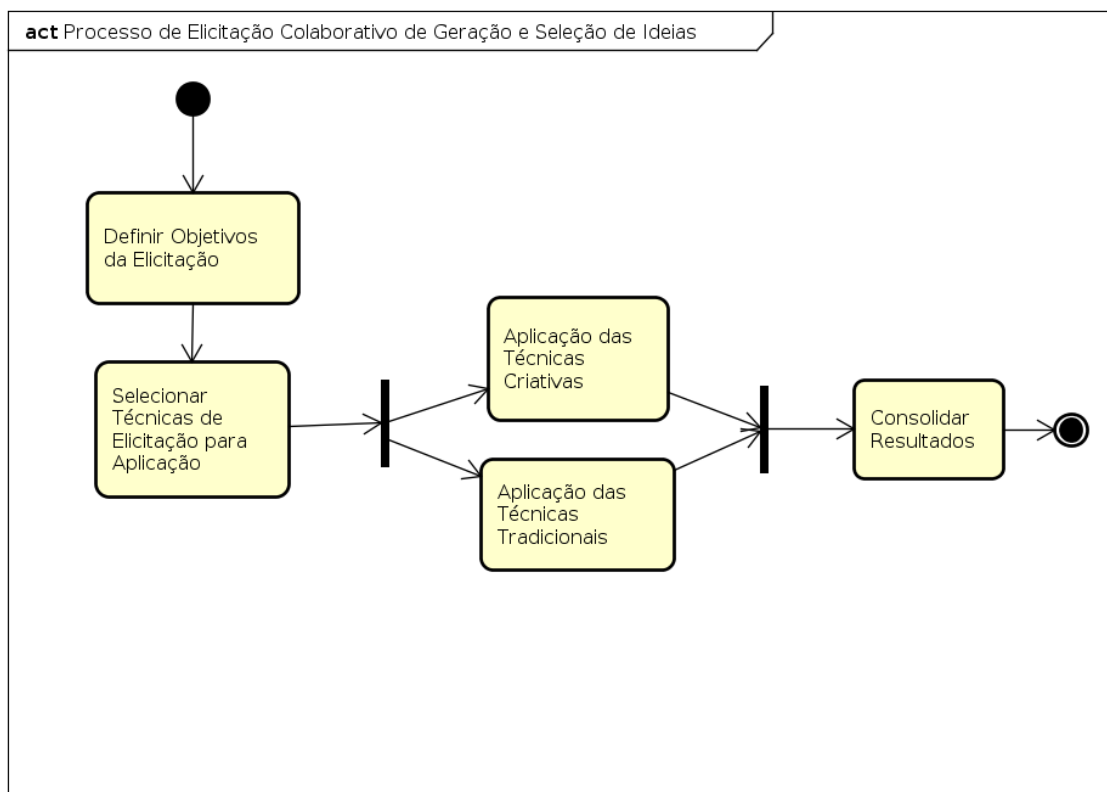 act Processo de Elicitação Colaborativo de Geração e Seleção de Ideias
Definir Objetivos
da Elicitação
Selecionar
Técnicas de
Elicitação para
Aplicação
Aplicação das
Técnicas
Criativas
Aplicação das
Técnicas
Tradicionais
Consolidar
Resultados